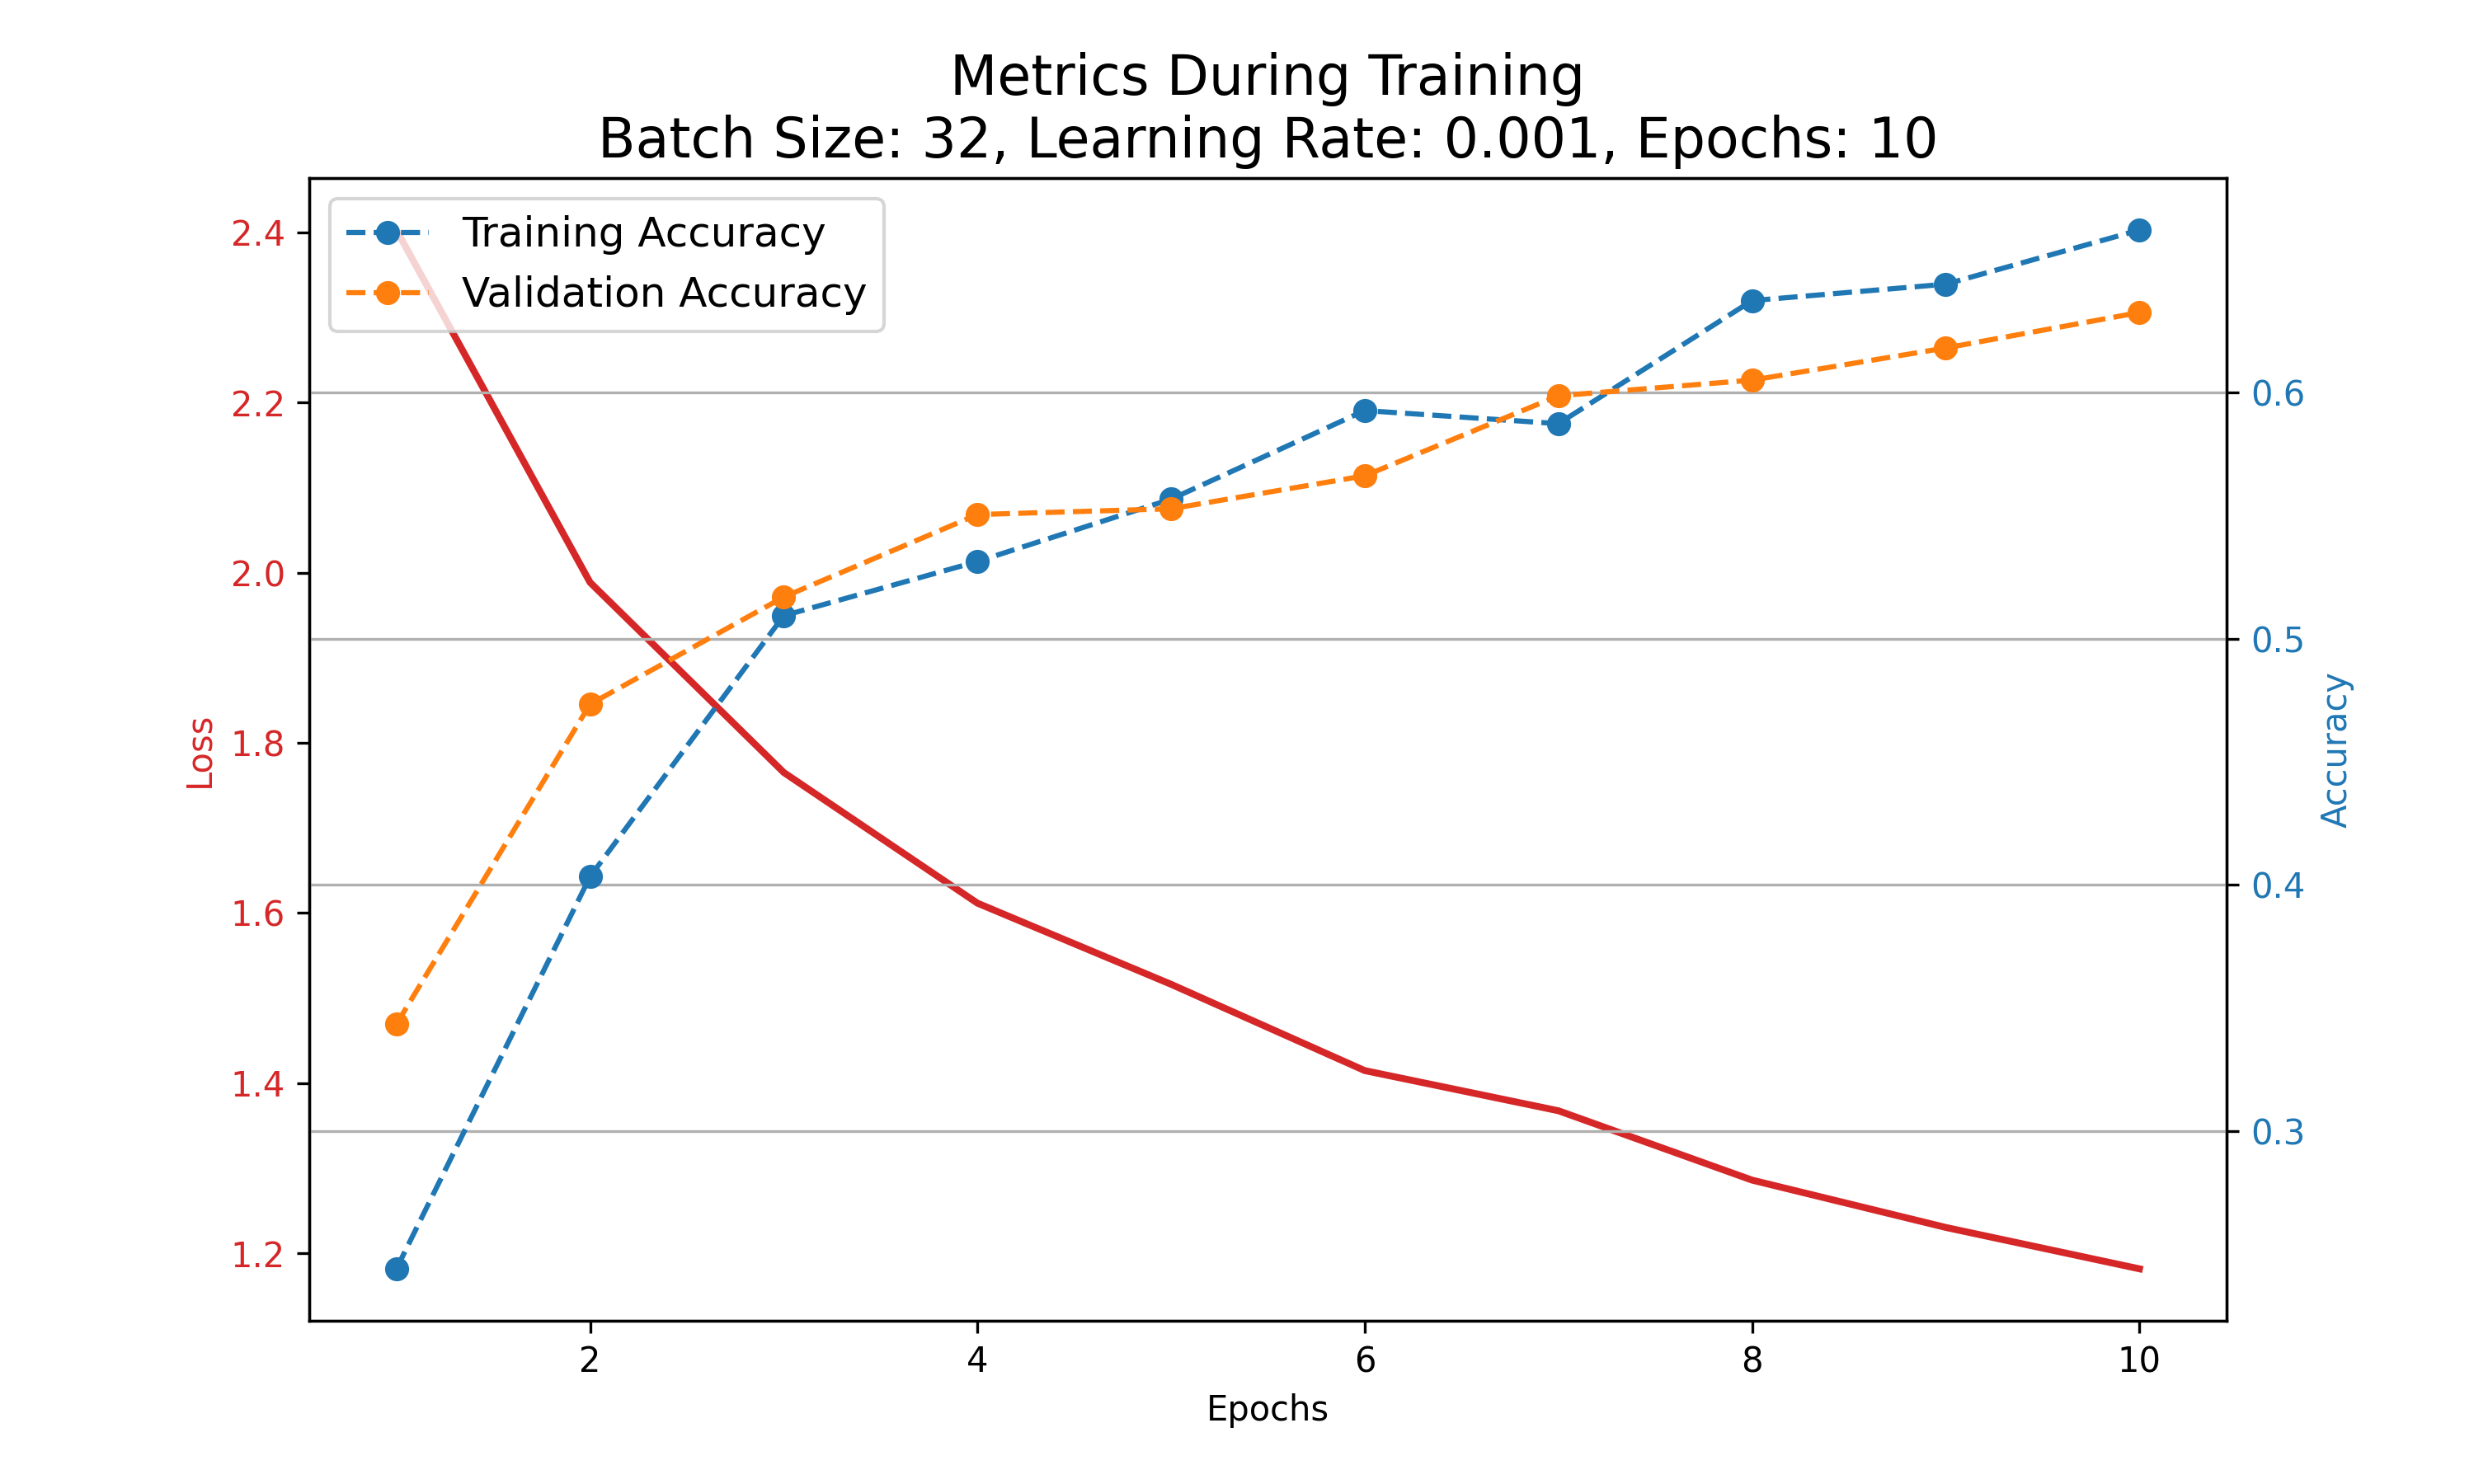 Metrics During Training
Batch Size: 32, Learning Rate: 0.001, Epochs: 10
Training Accuracy
Validation Accuracy
2.4
2.2
2.0
1.8
1.6
1.4
1.2
Loss
0.6
0.5
0.4
0.3
Accuracy
2 4 6 8 10
Epochs